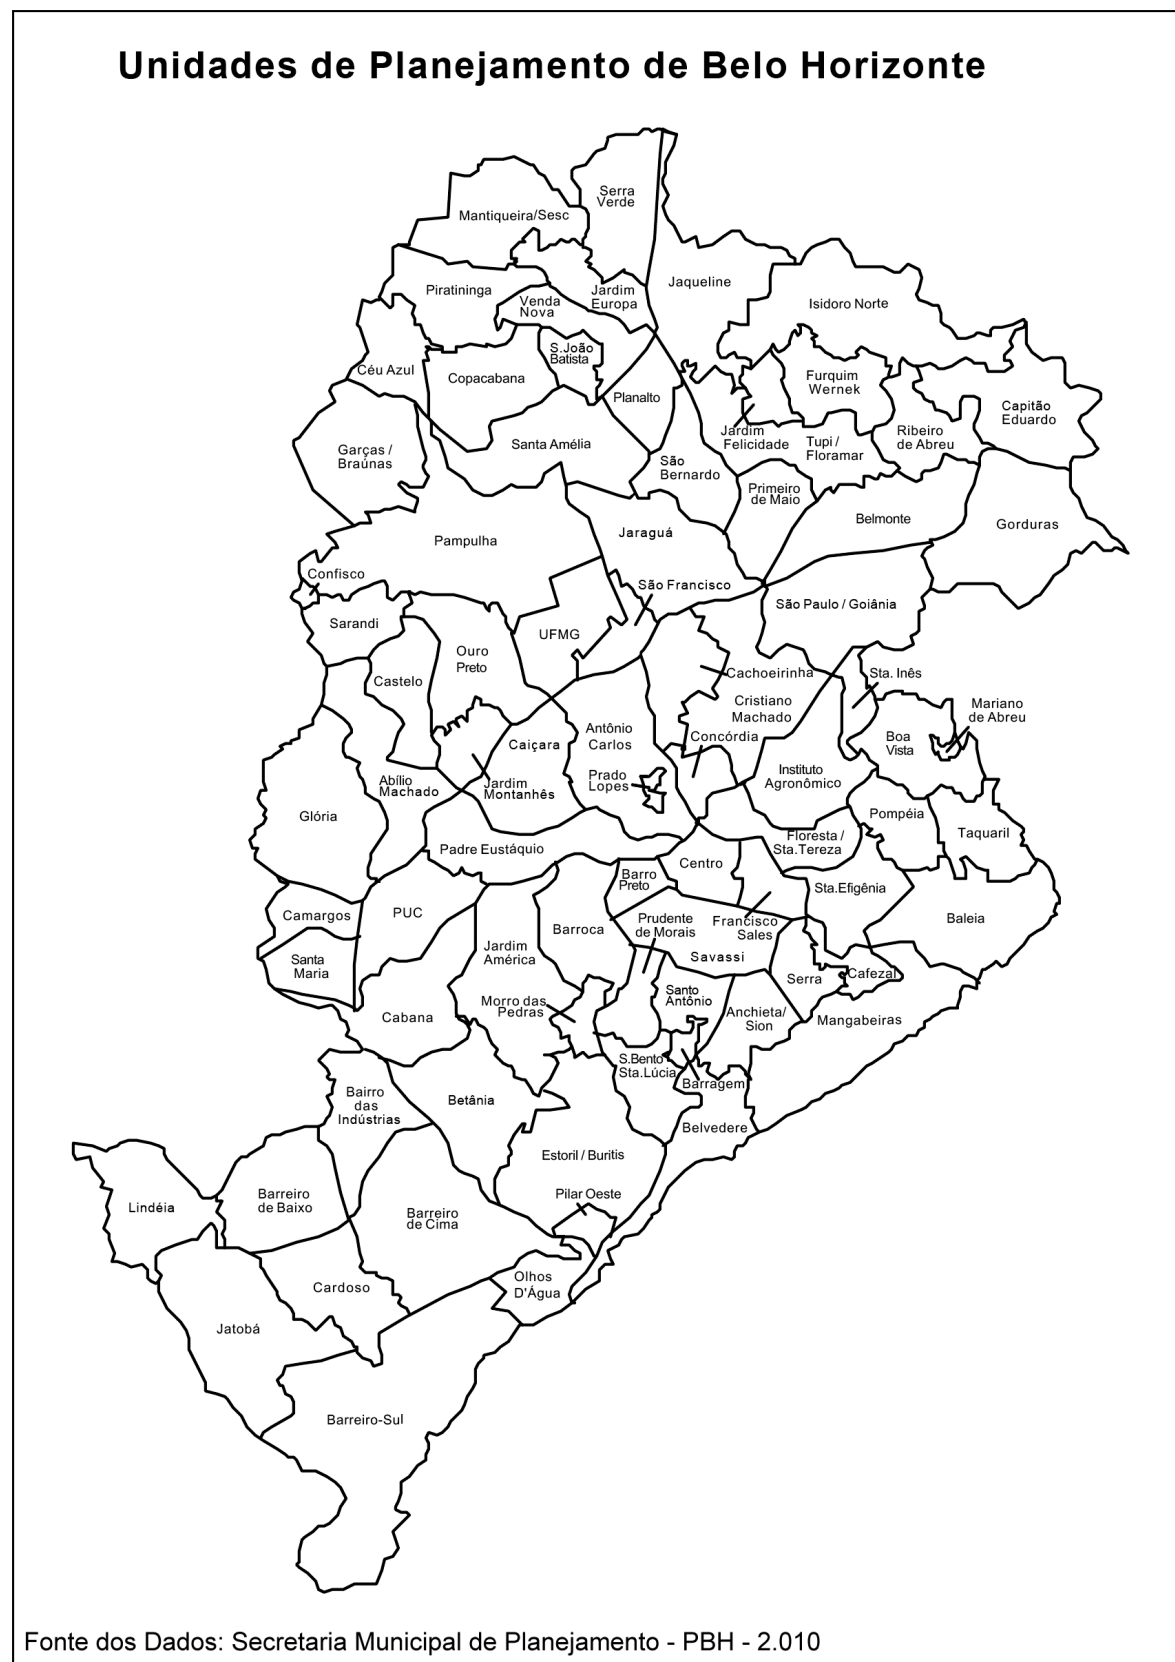 Unidades de Planejamento de Belo Horizonte
Serra
Verde
Mantiqueira/Sesc
Jaqueline
Piratininga
Jardim
Europa
Venda
Nova
Isidoro Norte
S.João
Batista
Céu Azul
Copacabana
Furquim
Wernek
Planalto
Capitão
Eduardo
Jardim
Felicidade
Tupi /
Floramar
Ribeiro
de Abreu
Santa Amélia
Garças /
Braúnas
São
Bernardo
Primeiro
de Maio
Belmonte
Gorduras
Jaraguá
Pampulha
Confisco
São Francisco
São Paulo / Goiânia
Sarandi
UFMG
Ouro
Preto
Castelo
Cachoeirinha
Sta. Inês
Cristiano
Machado
Mariano
de Abreu
Antônio
Carlos
Concórdia
Boa
Vista
Caiçara
Instituto
Agronômico
Prado
Lopes
Abílio
Machado
Jardim
Montanhês
Glória
Pompéia
Taquaril
Floresta /
Sta.Tereza
Padre Eustáquio
Centro
Barro
Preto
Sta.Efigênia
Camargos
PUC
Barroca
Prudente
de Morais
Francisco
Sales
Baleia
Jardim
América
Savassi
Santa
Maria
Serra
Cafezal
Santo
Antônio
Morro das
Pedras
Cabana
Anchieta/
Sion
Mangabeiras
S.Bento
Sta.Lúcia
Barragem
Bairro
das
Indústrias
Betânia
Belvedere
Estoril / Buritis
Pilar Oeste
Lindéia
Barreiro
de Baixo
Barreiro
de Cima
Olhos
D'Água
Cardoso
Jatobá
Barreiro-Sul
Fonte dos Dados: Secretaria Municipal de Planejamento - PBH - 2.010